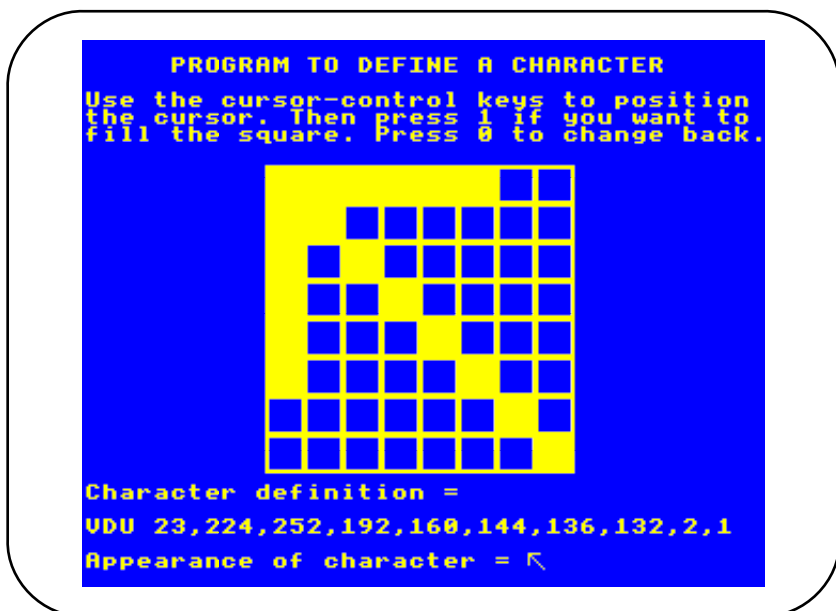 PROGRAM TO DEFINE A CHARACTER
Use the cursor-control keys to position
the cursor. Then press 1 if you want to
fill the square. Press 0 to change back.
Character definition =
VDU 23,224,252,192,160,144,136,132,2,1
Appearance of character = ↖